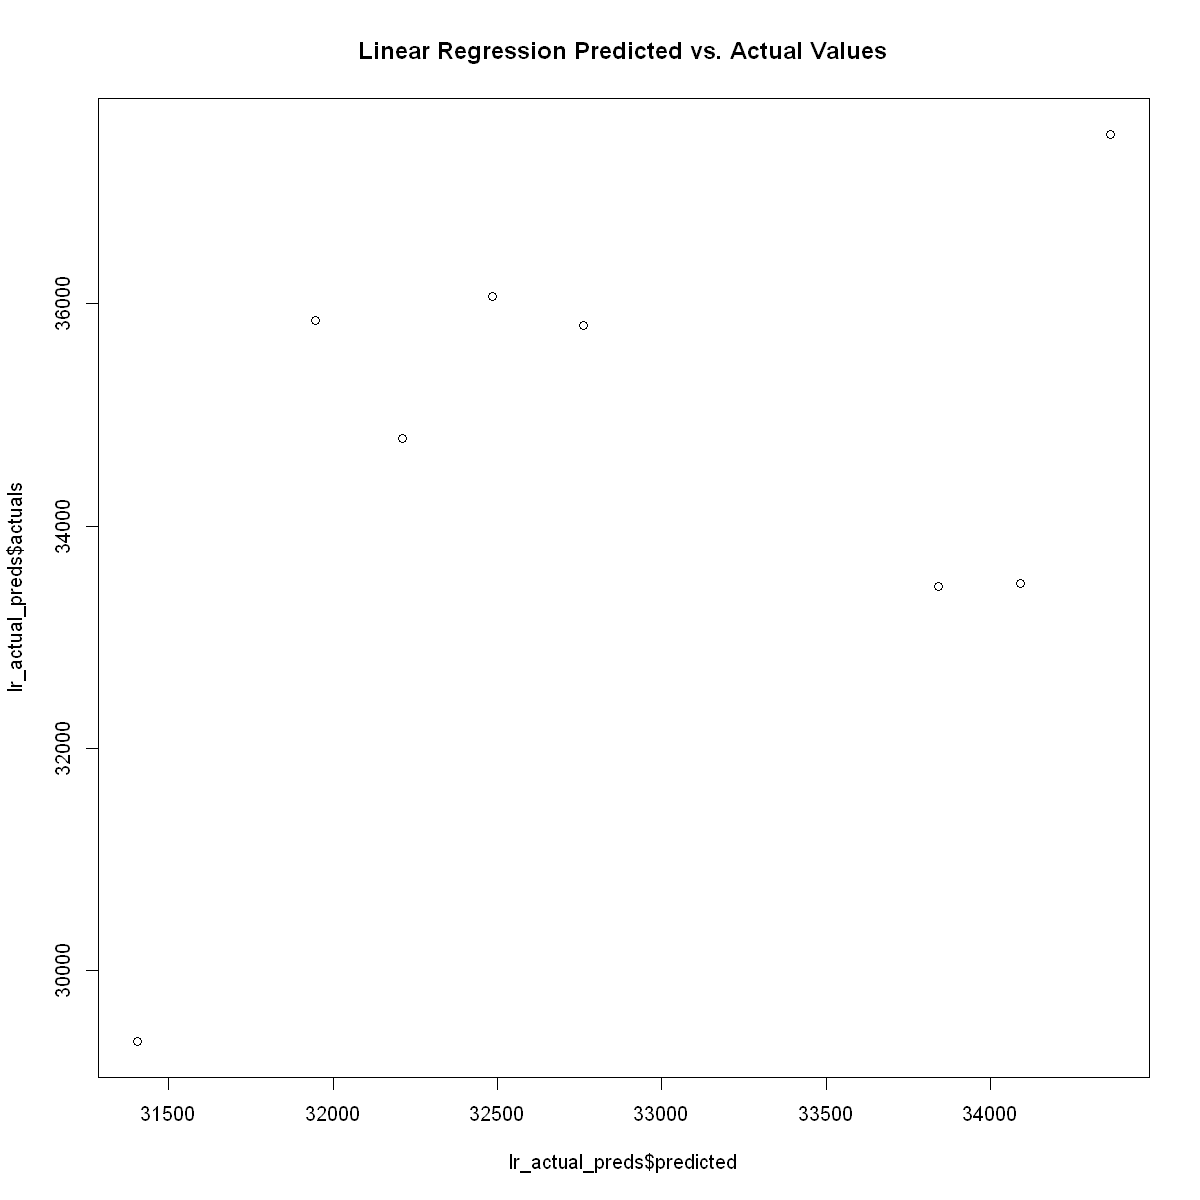 Linear Regression Predicted vs. Actual Values
lr_actual_preds$actuals
36000
34000
32000
30000
31500 32000 32500 33000 33500 34000
lr_actual_preds$predicted